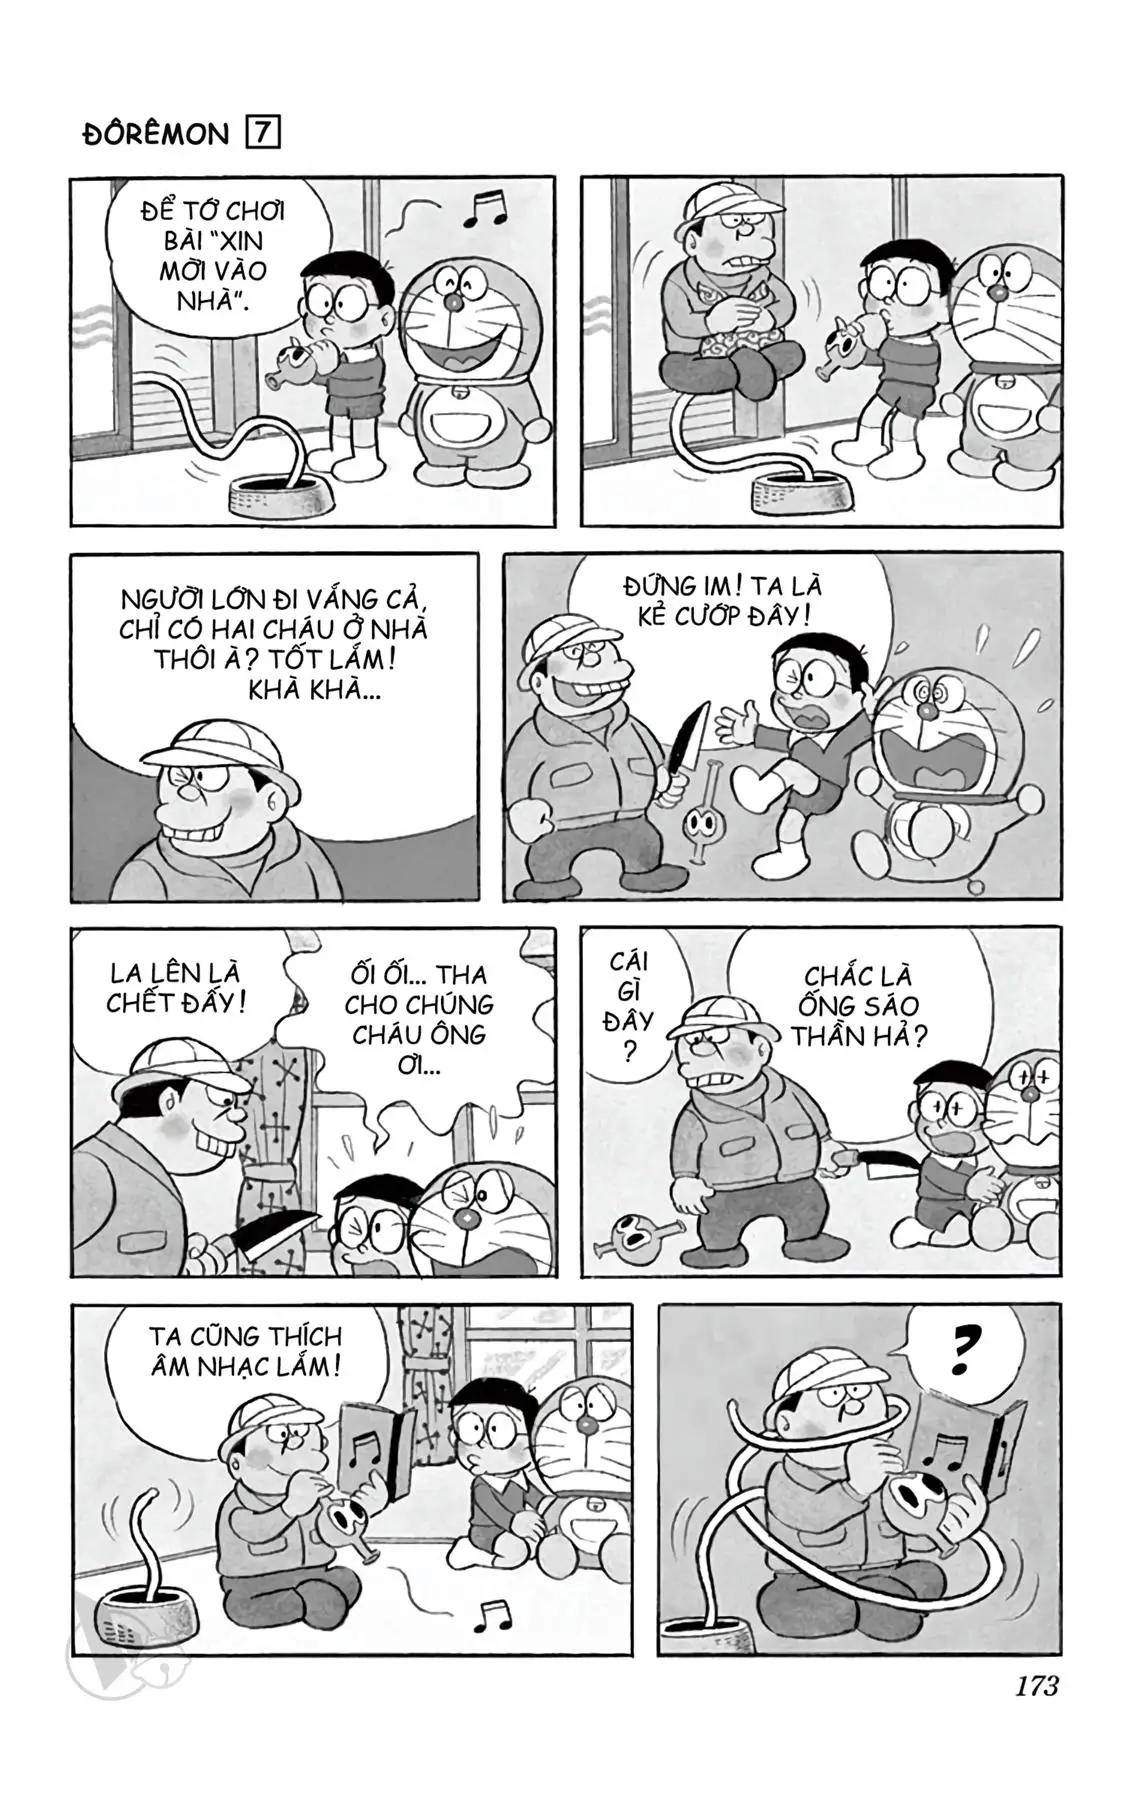 ĐÔRÊMON 7
ĐỂ TỚ CHƠI
BÀI "XIN
MỜI VÀO
NHÀ".
NGƯỜI LỚN ĐI VẮNG CẢ,
CHỈ CÓ HAI CHÁU Ở NHÀ
THÔI À? TỐT LẮM!
KHÀ KHÀ...
ĐỨNG IM! TA LÀ
KẺ CƯỚP ĐÂY!
LA LÊN LÀ
CHẾT ĐẤY!
ỐI ỐI... THA
CHO CHÚNG
CHÁU ÔNG
ƠI...
CÁI
GÌ
ĐÂY
?
CHẮC LÀ
ỐNG SÁO
THẦN HẢ?
TA CŨNG THÍCH
ÂM NHẠC LẮM!
?
173